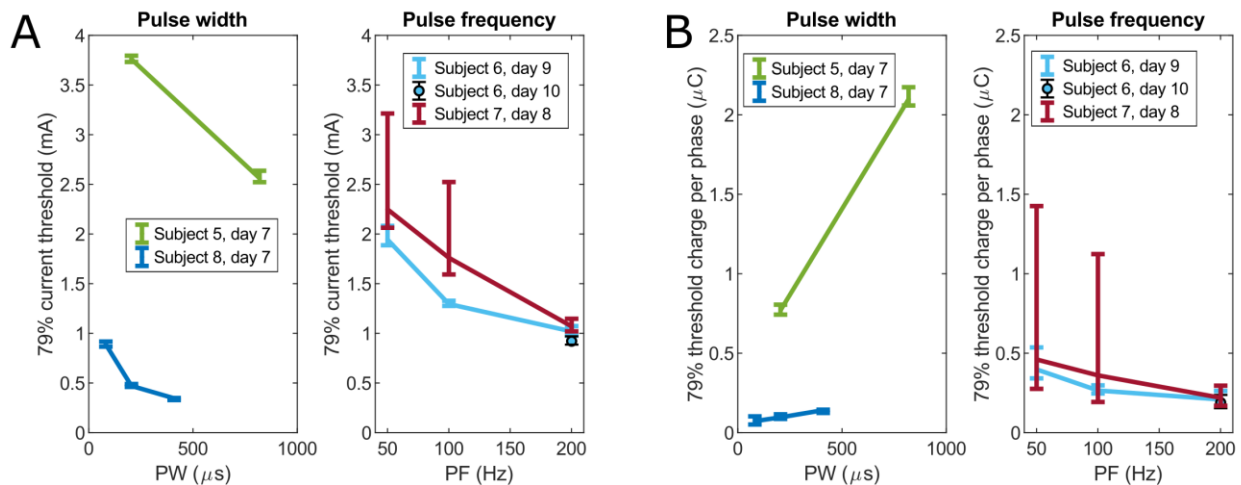 A
Pulse width
79% current threshold (mA)
4
3.5
3
2.5
2
1.5
1
0.5
0
Subject 5, day 7
Subject 8, day 7
0
500
1000
PW (μs)
Pulse frequency
79% current threshold (mA)
4
3.5
3
2.5
2
1.5
1
0.5
0
Subject 6, day 9
Subject 6, day 10
Subject 7, day 8
50
100
150
200
PF (Hz)
B
Pulse width
79% threshold charge per phase (μC)
2.5
2
1.5
1
0.5
0
Subject 5, day 7
Subject 8, day 7
0
500
1000
PW (μs)
Pulse frequency
79% threshold charge per phase (μC)
2.5
2
1.5
1
0.5
0
Subject 6, day 9
Subject 6, day 10
Subject 7, day 8
50
100
150
200
PF (Hz)